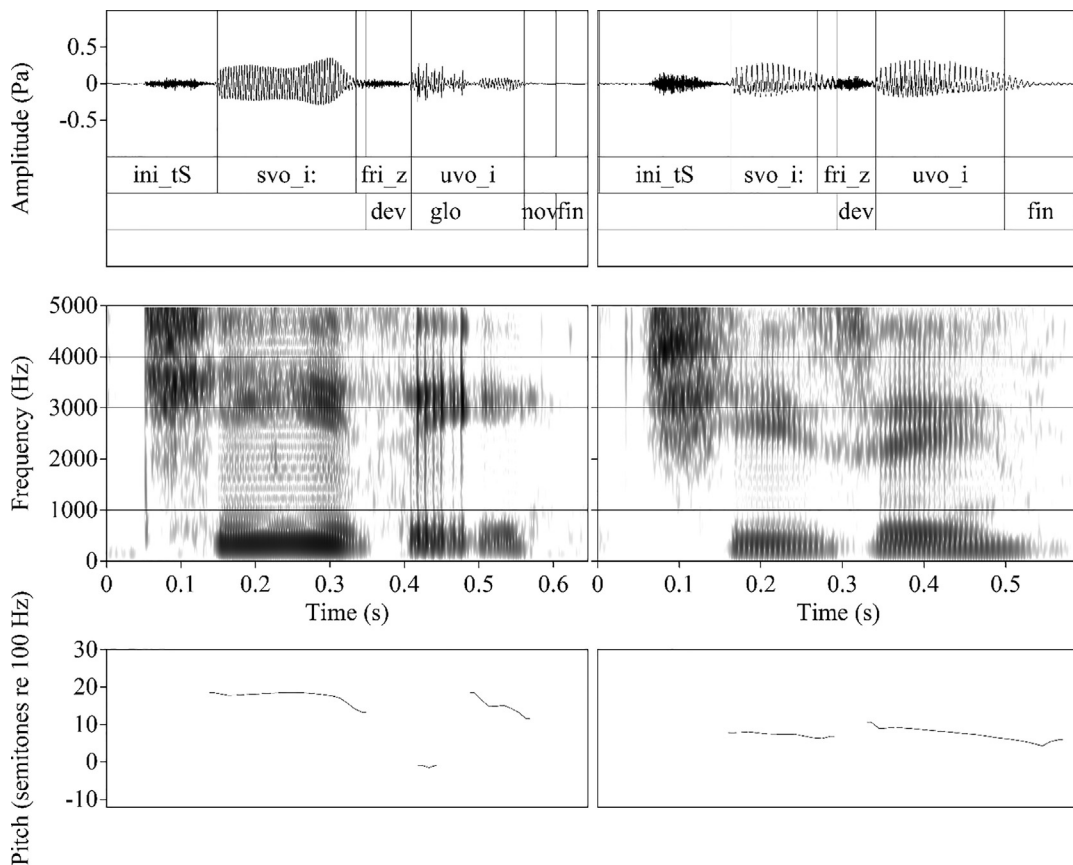 Amplitude (Pa)
0.5
0
-0.5
ini_tS svo_i: fri_z uvo_i
dev glo nov fin
ini_tS svo_i: fri_z uvo_i
dev fin
Frequency (Hz)
5000
4000
3000
2000
1000
0
0 0.1 0.2 0.3 0.4 0.5 0.6
Time (s)
0 0.1 0.2 0.3 0.4 0.5
Time (s)
Pitch (semitones re 100 Hz)
30
20
10
0
-10